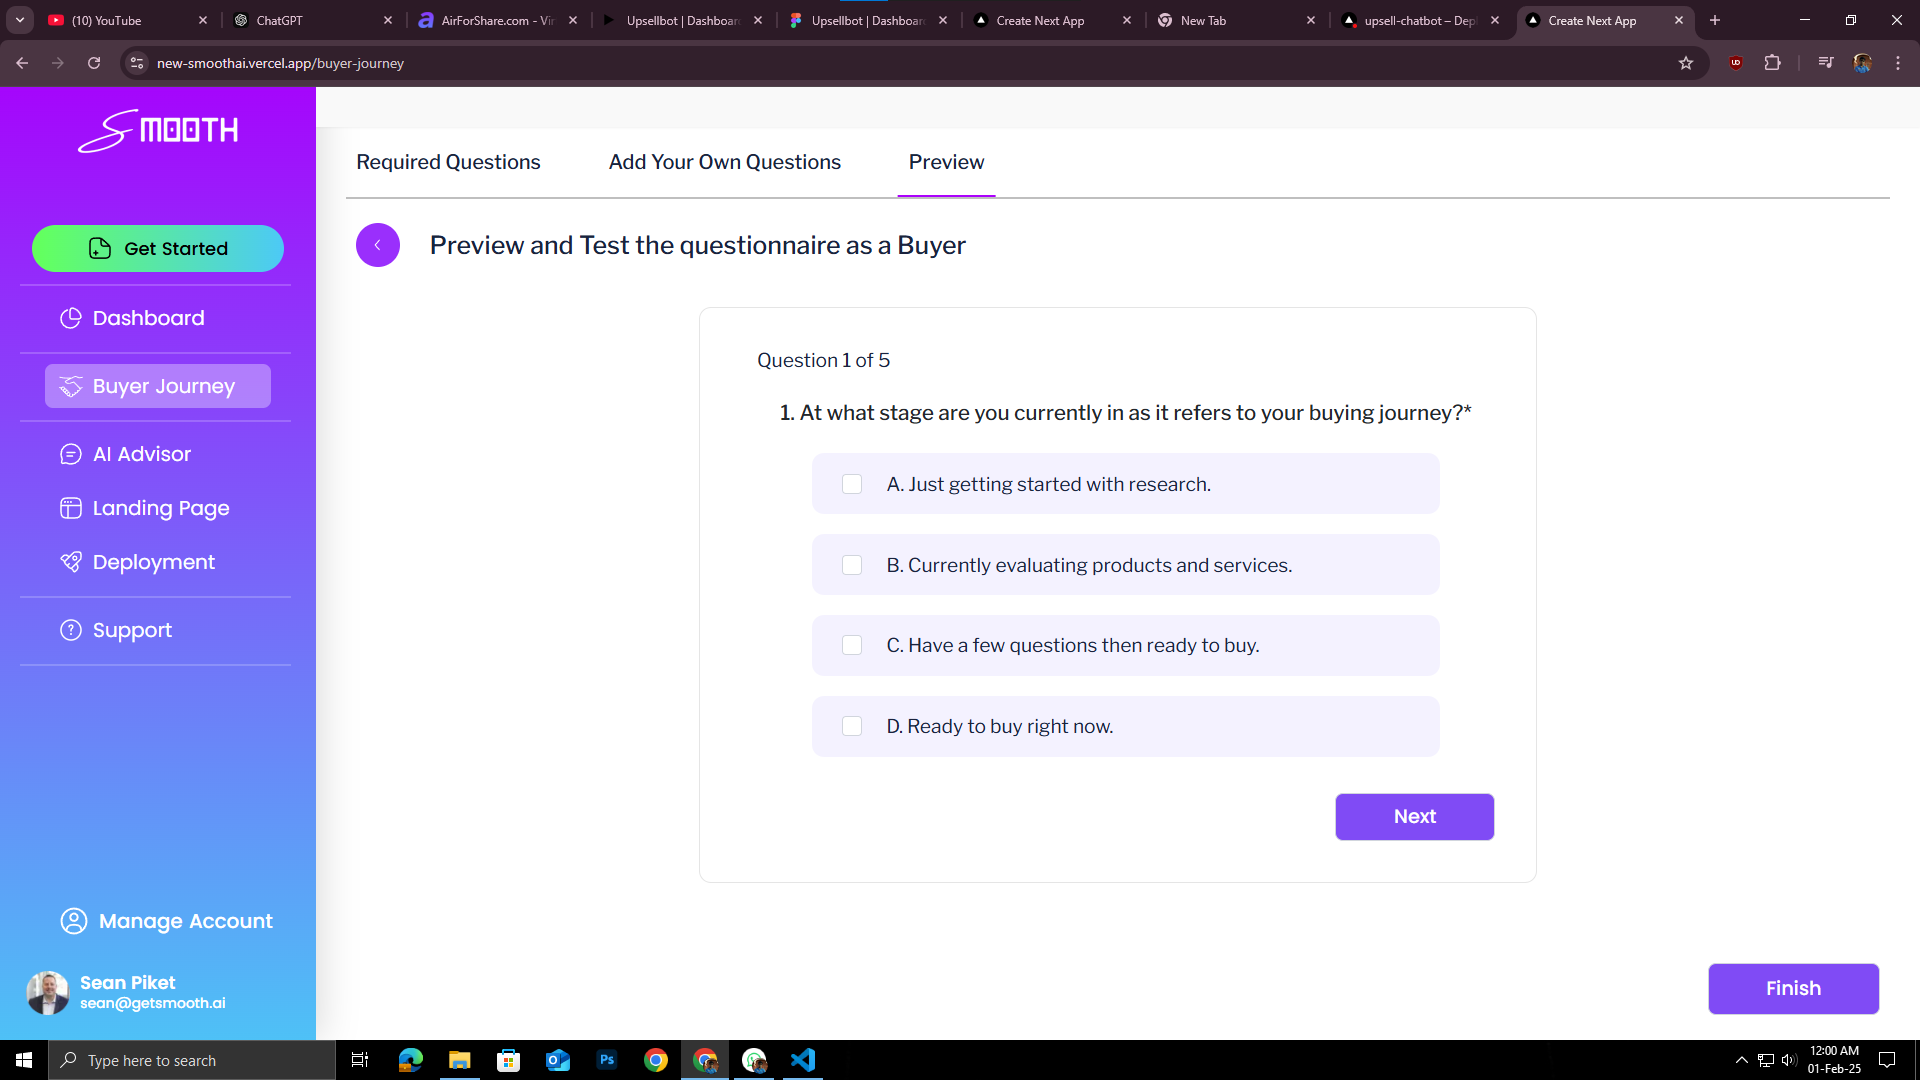 (10) YouTube
ChatGPT
AirForShare.com - Vir
Upsellbot | Dashboard
Upsellbot | Dashboar
Create Next App
New Tab
upsell-chatbot – Dep
Create Next App
new-smoothai.vercel.app/buyer-journey
SMOOTH
Get Started
Dashboard
Buyer Journey
AI Advisor
Landing Page
Deployment
Support
Manage Account
Sean Piket
sean@getsmooth.ai
Required Questions
Add Your Own Questions
Preview
Preview and Test the questionnaire as a Buyer
Question 1 of 5
1. At what stage are you currently in as it refers to your buying journey?*
A. Just getting started with research.
B. Currently evaluating products and services.
C. Have a few questions then ready to buy.
D. Ready to buy right now.
Next
Finish
Type here to search
Ps
12:00 AM
01-Feb-25